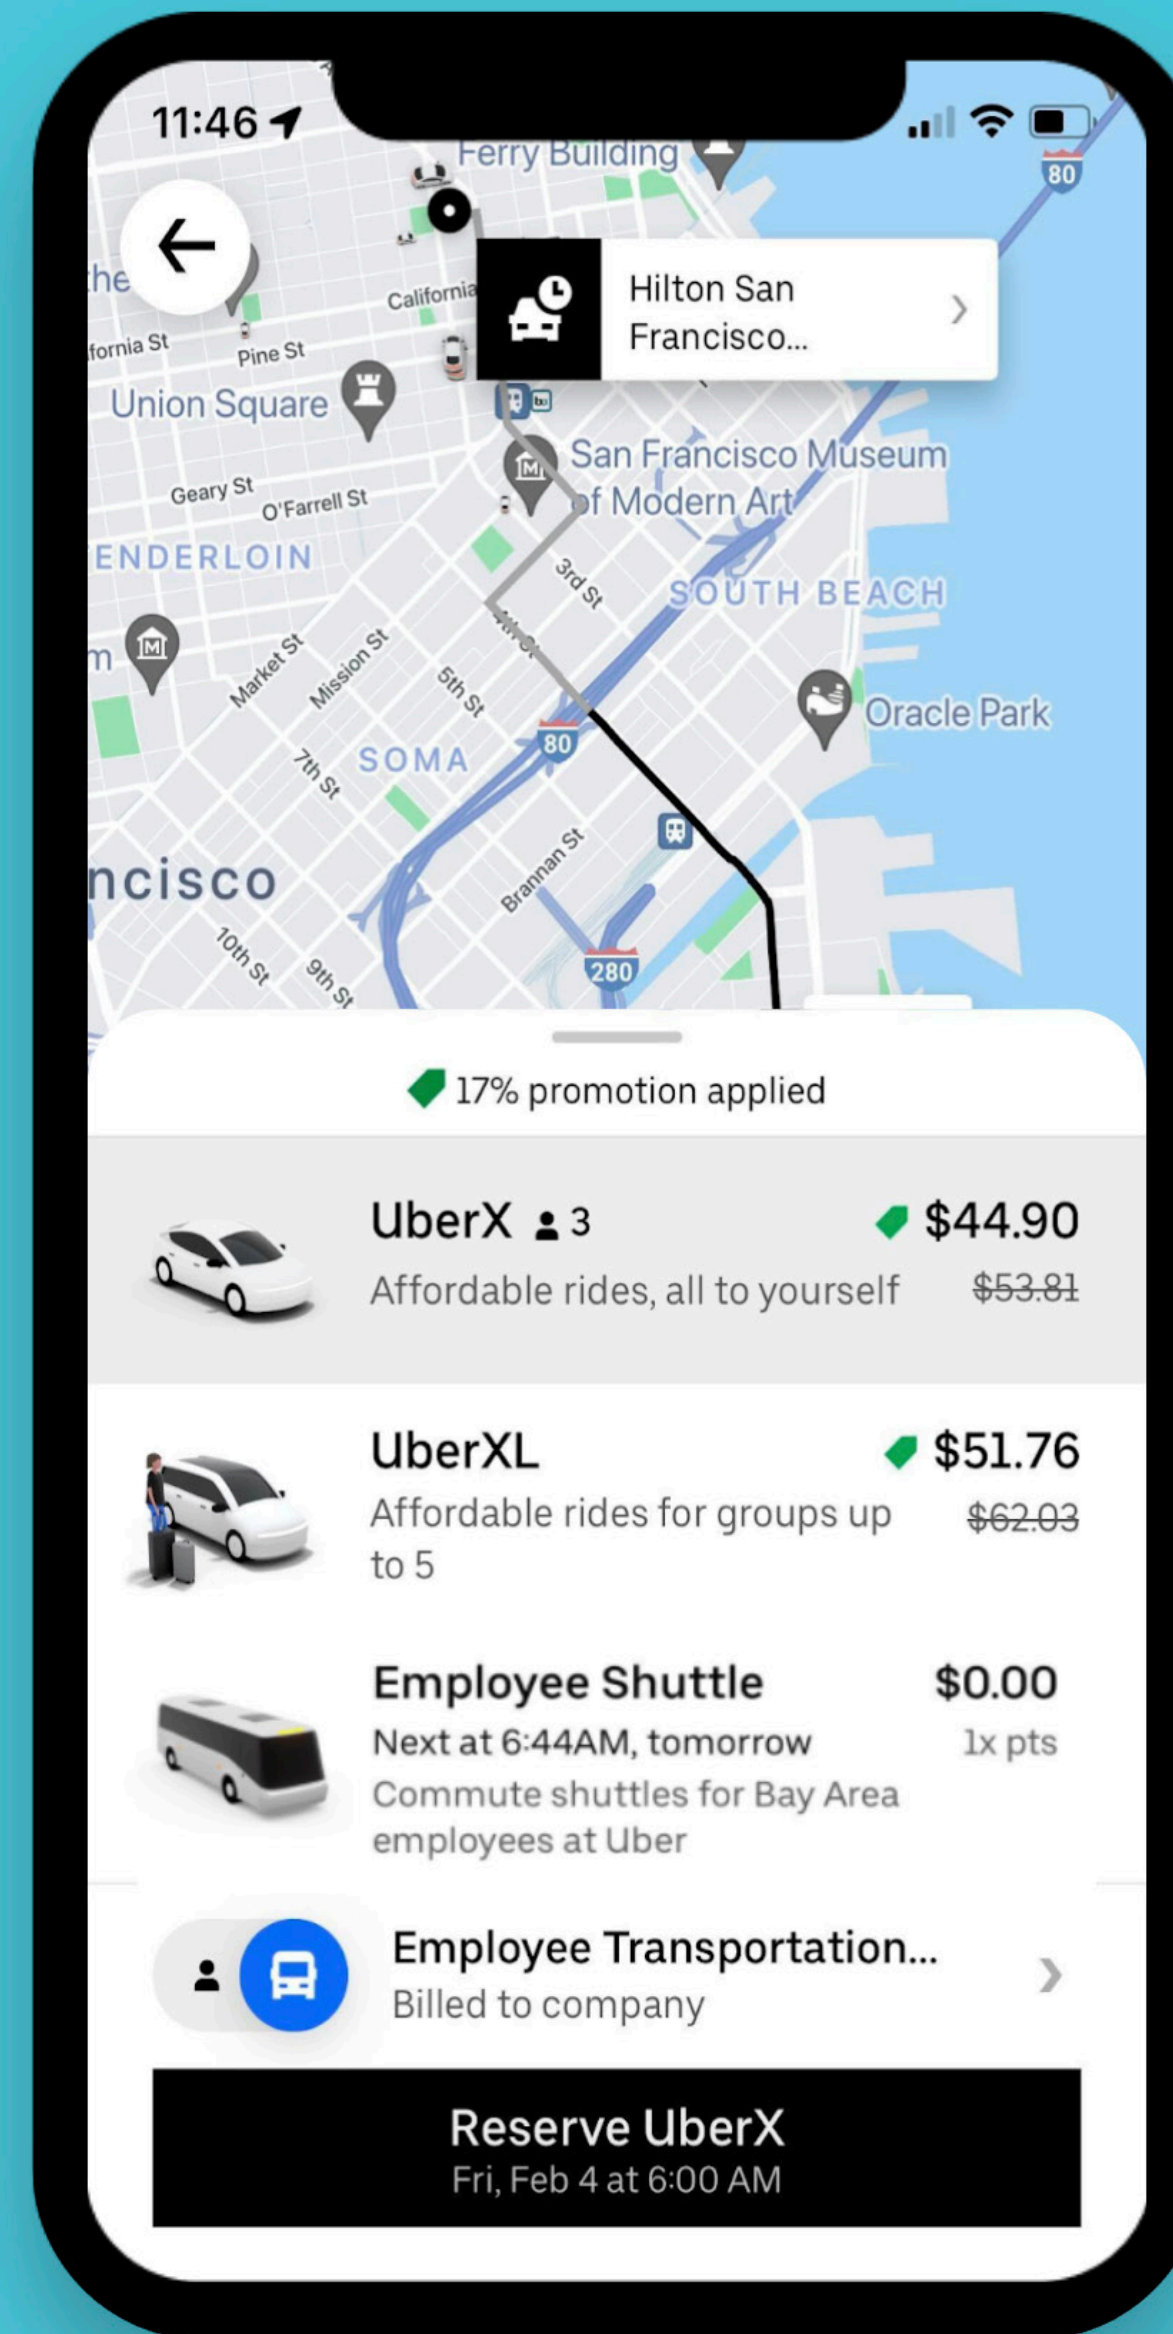 11:46
Ferry Building
80
Hilton San
Francisco...
California
fornia St
Pine St
Union Square
San Francisco Museum
of Modern Art
Geary St
O'Farrell St
ENDERLOIN
3rd St
SOUTH BEACH
4th St
m
Market St
Mission St
5th St
Oracle Park
80
SOMA
7th St
Brannan St
ncisco
10th St
9th St
280
17% promotion applied
UberX 3 $44.90
Affordable rides, all to yourself $53.81
UberXL $51.76
Affordable rides for groups up $62.03
to 5
Employee Shuttle $0.00
Next at 6:44AM, tomorrow 1x pts
Commute shuttles for Bay Area
employees at Uber
Employee Transportation...
Billed to company
Reserve UberX
Fri, Feb 4 at 6:00 AM